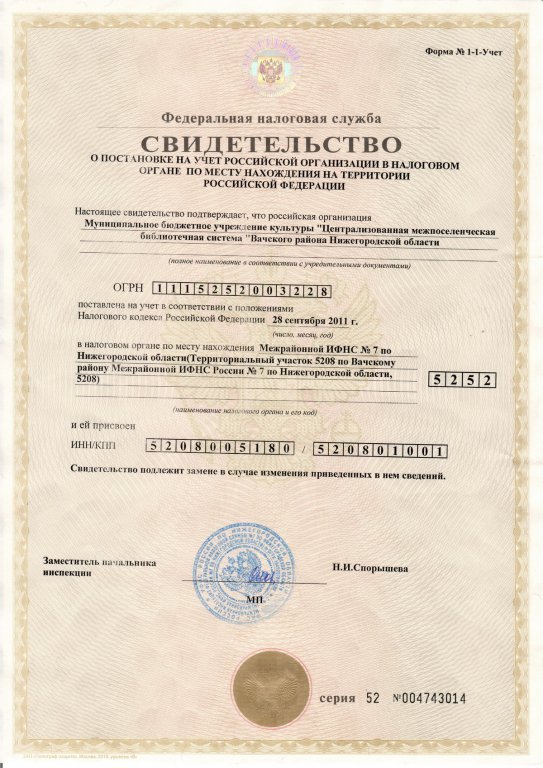 Форма № 1-1-Учет
Федеральная налоговая служба
СВИДЕТЕЛЬСТВО
О ПОСТАНОВКЕ НА УЧЕТ РОССИЙСКОЙ ОРГАНИЗАЦИИ В НАЛОГОВОМ
ОРГАНЕ ПО МЕСТУ НАХОЖДЕНИЯ НА ТЕРРИТОРИИ
РОССИЙСКОЙ ФЕДЕРАЦИИ
Настоящее свидетельство подтверждает, что российская организация
Муниципальное бюджетное учреждение культуры "Централизованная межпоселенческая
библиотечная система "Вачского района Нижегородской области
(полное наименование в соответствии с учредительными документами)
ОГРН 1115252003228
поставлена на учет в соответствии с положениями
Налогового кодекса Российской Федерации 28 сентября 2011 г.
(число, месяц, год)
в налоговом органе по месту нахождения Межрайонной ИФНС № 7 по
Нижегородской области(Территориальный участок 5208 по Вачскому
району Межрайонной ИФНС России № 7 по Нижегородской области,
5208) 5252
(наименование налогового органа и его код)
и ей присвоен
ИНН/КПП 5208005180 / 520801001
Свидетельство подлежит замене в случае изменения приведенных в нем сведений.
Заместитель начальника
инспекции Н.И.Спорышева
МП
серия 52 №004743014